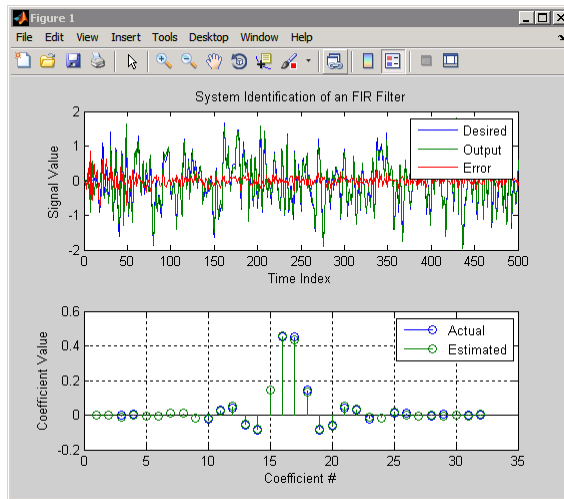 Figure 1
File Edit View Insert Tools Desktop Window Help
System Identification of an FIR Filter
2
1
0
-1
-2
Signal Value
Desired
Output
Error
0 50 100 150 200 250 300 350 400 450 500
Time Index
0.6
0.4
0.2
0
-0.2
Coefficient Value
Actual
Estimated
0 5 10 15 20 25 30 35
Coefficient #